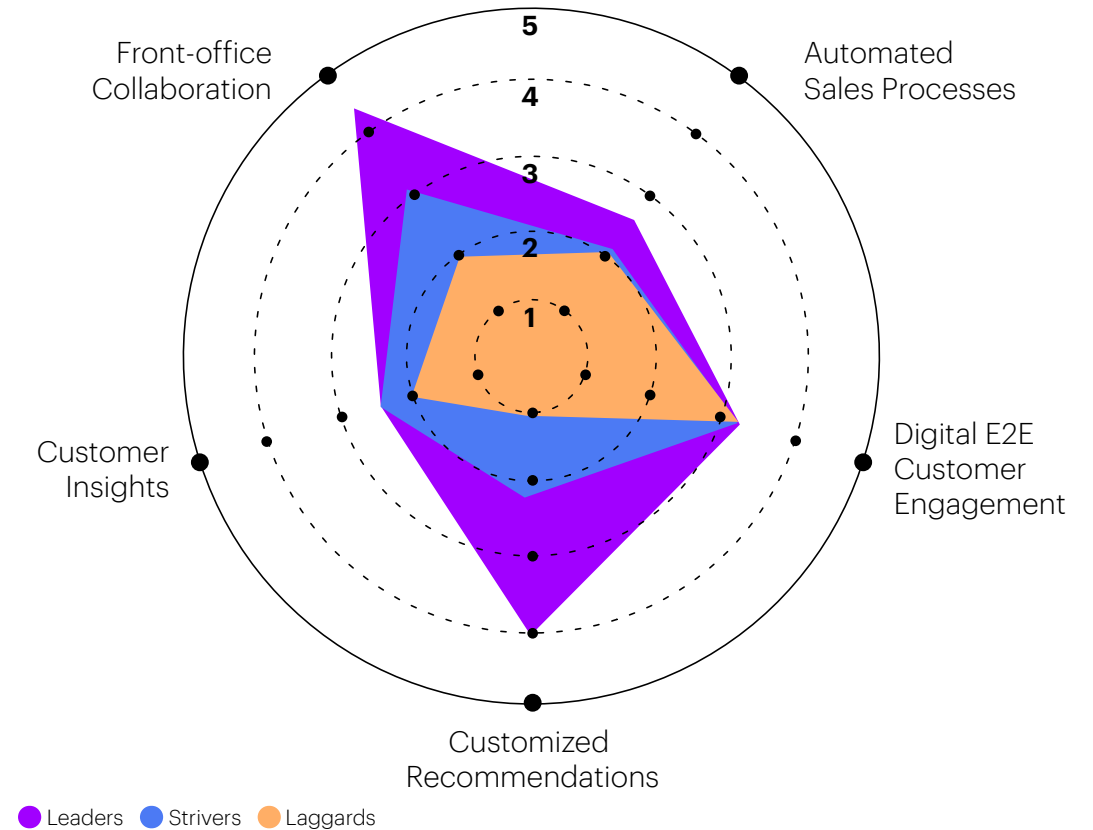 5
Front-office
Collaboration
Automated
Sales Processes
4
3
2
1
Customer
Insights
Digital E2E
Customer
Engagement
Customized
Recommendations
Leaders
Strivers
Laggards